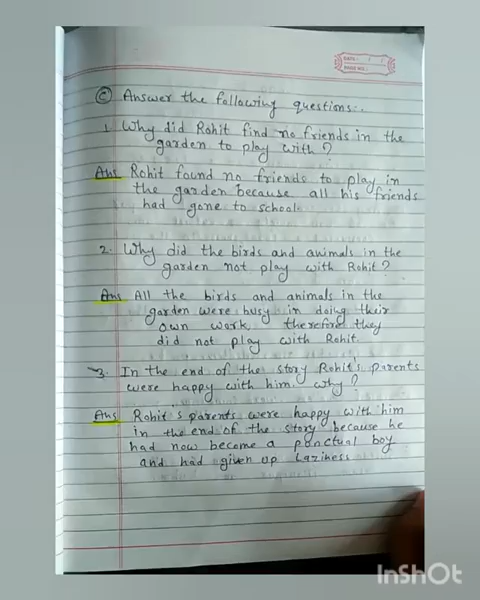 DATE: / /
PAGE NO.:
Ⓒ Answer the following questions:-
1. Why did Rohit find no friends in the
garden to play with?
Ans Rohit found no friends to play in
the garden because all his friends
had gone to school.
2. Why did the birds and animals in the
garden not play with Rohit?
Ans All the birds and animals in the
garden were busy in doing their
own work, therefore they
did not play with Rohit.
3. In the end of the story Rohit's parents
were happy with him. Why?
Ans Rohit's parents were happy with him
in the end of the story because he
had now become a punctual boy
and had given up Laziness
InShOt